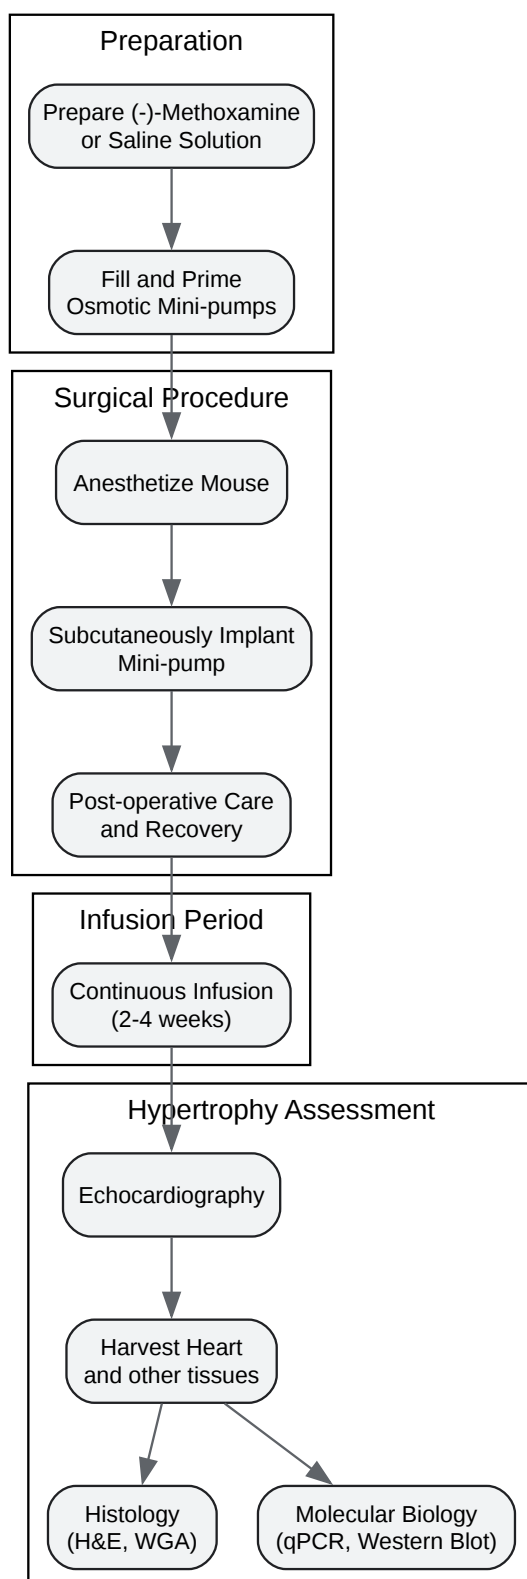 Preparation
Prepare (-)-Methoxamine
or Saline Solution
Fill and Prime
Osmotic Mini-pumps
Surgical Procedure
Anesthetize Mouse
Subcutaneously Implant
Mini-pump
Post-operative Care
and Recovery
Infusion Period
Continuous Infusion
(2-4 weeks)
Hypertrophy Assessment
Echocardiography
Harvest Heart
and other tissues
Histology
(H&E, WGA)
Molecular Biology
(qPCR, Western Blot)